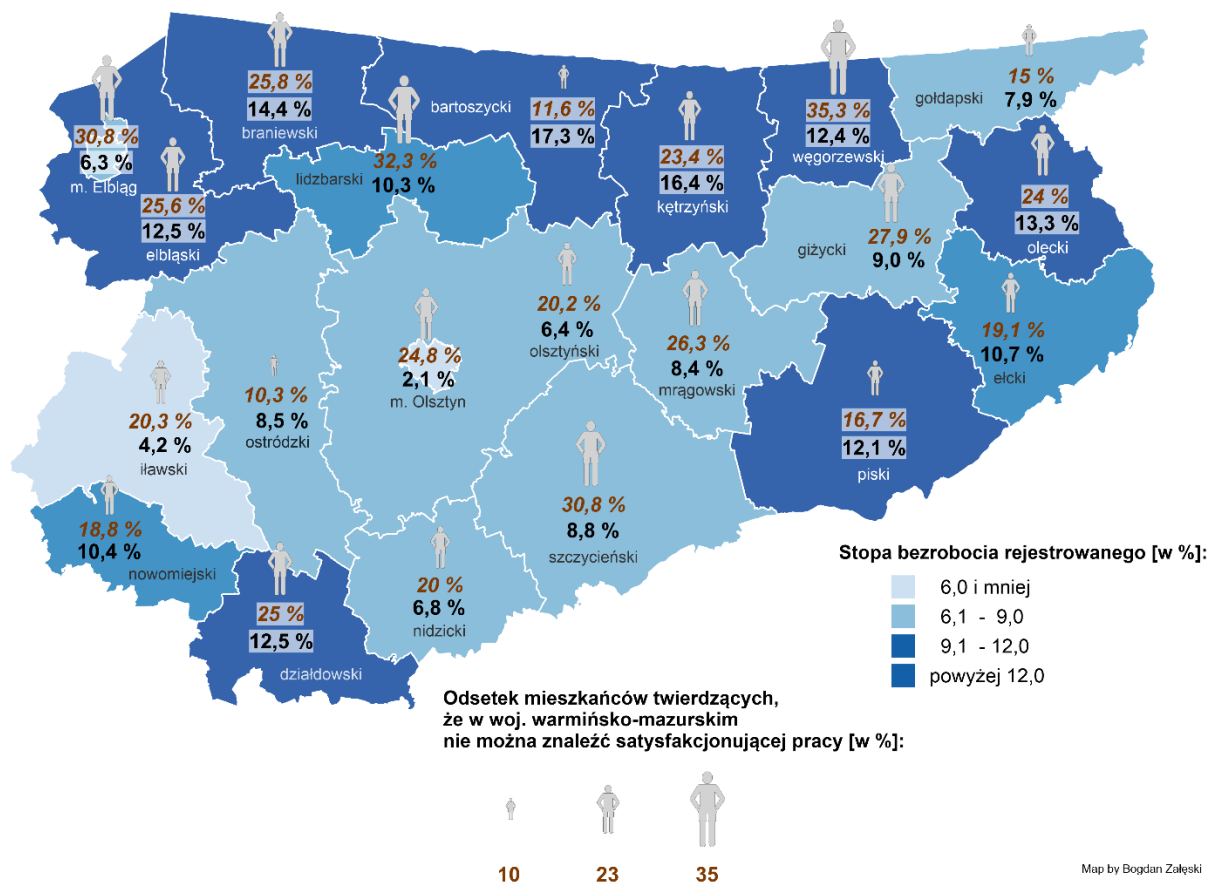 25,8 %
14,4 %
braniewski
30,8 %
6,3 %
m. Elbląg
25,6 %
12,5 %
elbląski
32,3 %
10,3 %
lidzbarski
bartoszycki
11,6 %
17,3 %
23,4 %
16,4 %
kętrzyński
35,3 %
12,4 %
węgorzewski
15 %
7,9 %
gołdapski
24 %
13,3 %
olecki
27,9 %
9,0 %
giżycki
19,1 %
10,7 %
ełcki
20,2 %
6,4 %
olsztyński
24,8 %
2,1 %
m. Olsztyn
26,3 %
8,4 %
mrągowski
10,3 %
8,5 %
ostródzki
20,3 %
4,2 %
iławski
16,7 %
12,1 %
piski
30,8 %
8,8 %
szczycieński
18,8 %
10,4 %
nowomiejski
20 %
6,8 %
nidzicki
25 %
12,5 %
działdowski
Stopa bezrobocia rejestrowanego [w %]:
6,0 i mniej
6,1 - 9,0
9,1 - 12,0
powyżej 12,0
Odsetek mieszkańców twierdzących,
że w woj. warmińsko-mazurskim
nie można znaleźć satysfakcjonującej pracy [w %]:
10 23 35
Map by Bogdan Załęski